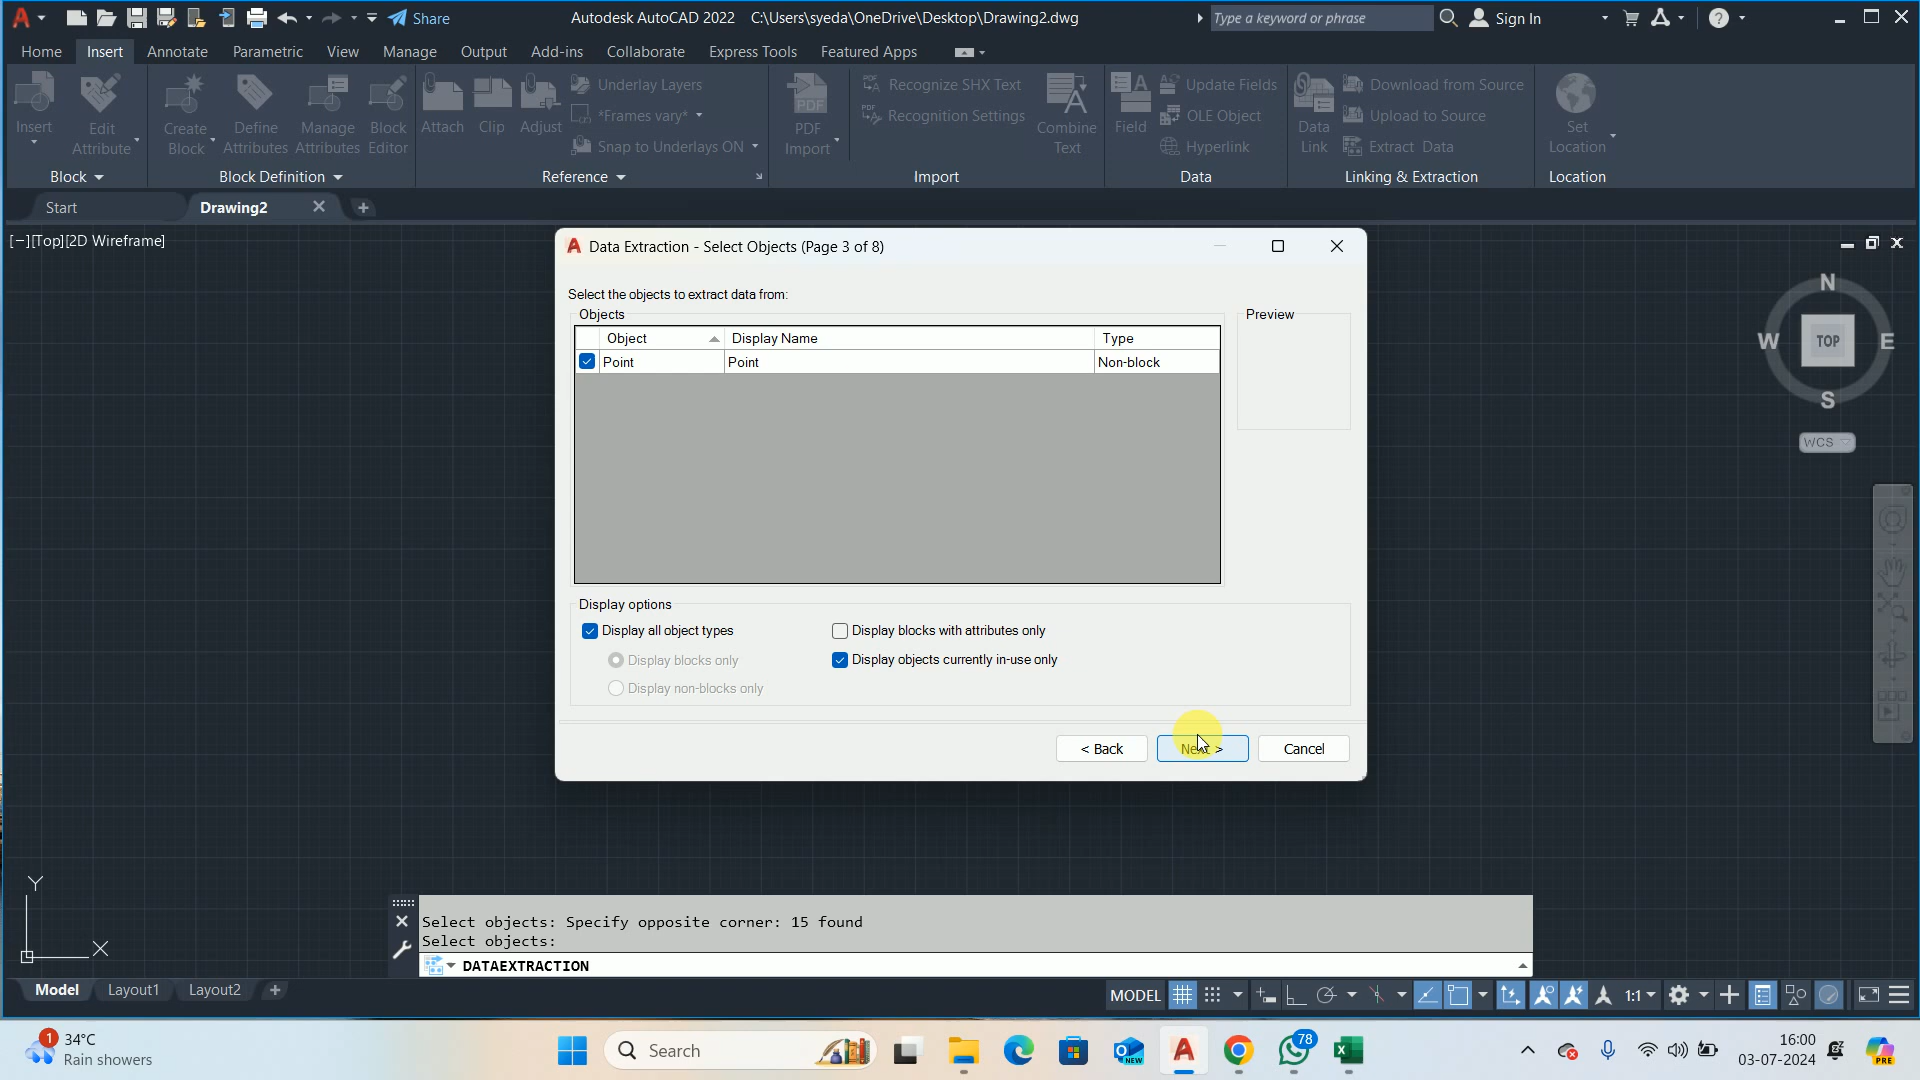 Share
Autodesk AutoCAD 2022 C:\Users\syeda\OneDrive\Desktop\Drawing2.dwg
Type a keyword or phrase
Sign In
Home Insert Annotate Parametric View Manage Output Add-ins Collaborate Express Tools Featured Apps
Insert
Edit Attribute
Block
Create Block
Define Attributes
Manage Attributes
Block Editor
Block Definition
Attach
Clip
Adjust
Underlay Layers
*Frames vary*
Snap to Underlays ON
Reference
PDF Import
Recognize SHX Text
Recognition Settings
Combine Text
Import
Field
Update Fields
OLE Object
Hyperlink
Data
Data Link
Download from Source
Upload to Source
Extract Data
Linking & Extraction
Set Location
Location
Start
Drawing2
[−][Top][2D Wireframe]
N
W
TOP
E
S
WCS
Data Extraction - Select Objects (Page 3 of 8)
Select the objects to extract data from:
Objects
Preview
Object Display Name Type
Point Point Non-block
Display options
Display all object types
Display blocks with attributes only
Display blocks only
Display objects currently in-use only
Display non-blocks only
< Back
Next >
Cancel
Y
X
Select objects: Specify opposite corner: 15 found
Select objects:
DATAEXTRACTION
Model Layout1 Layout2
MODEL
1:1
1
34°C
Rain showers
Search
NEW
78
16:00
03-07-2024
PRE